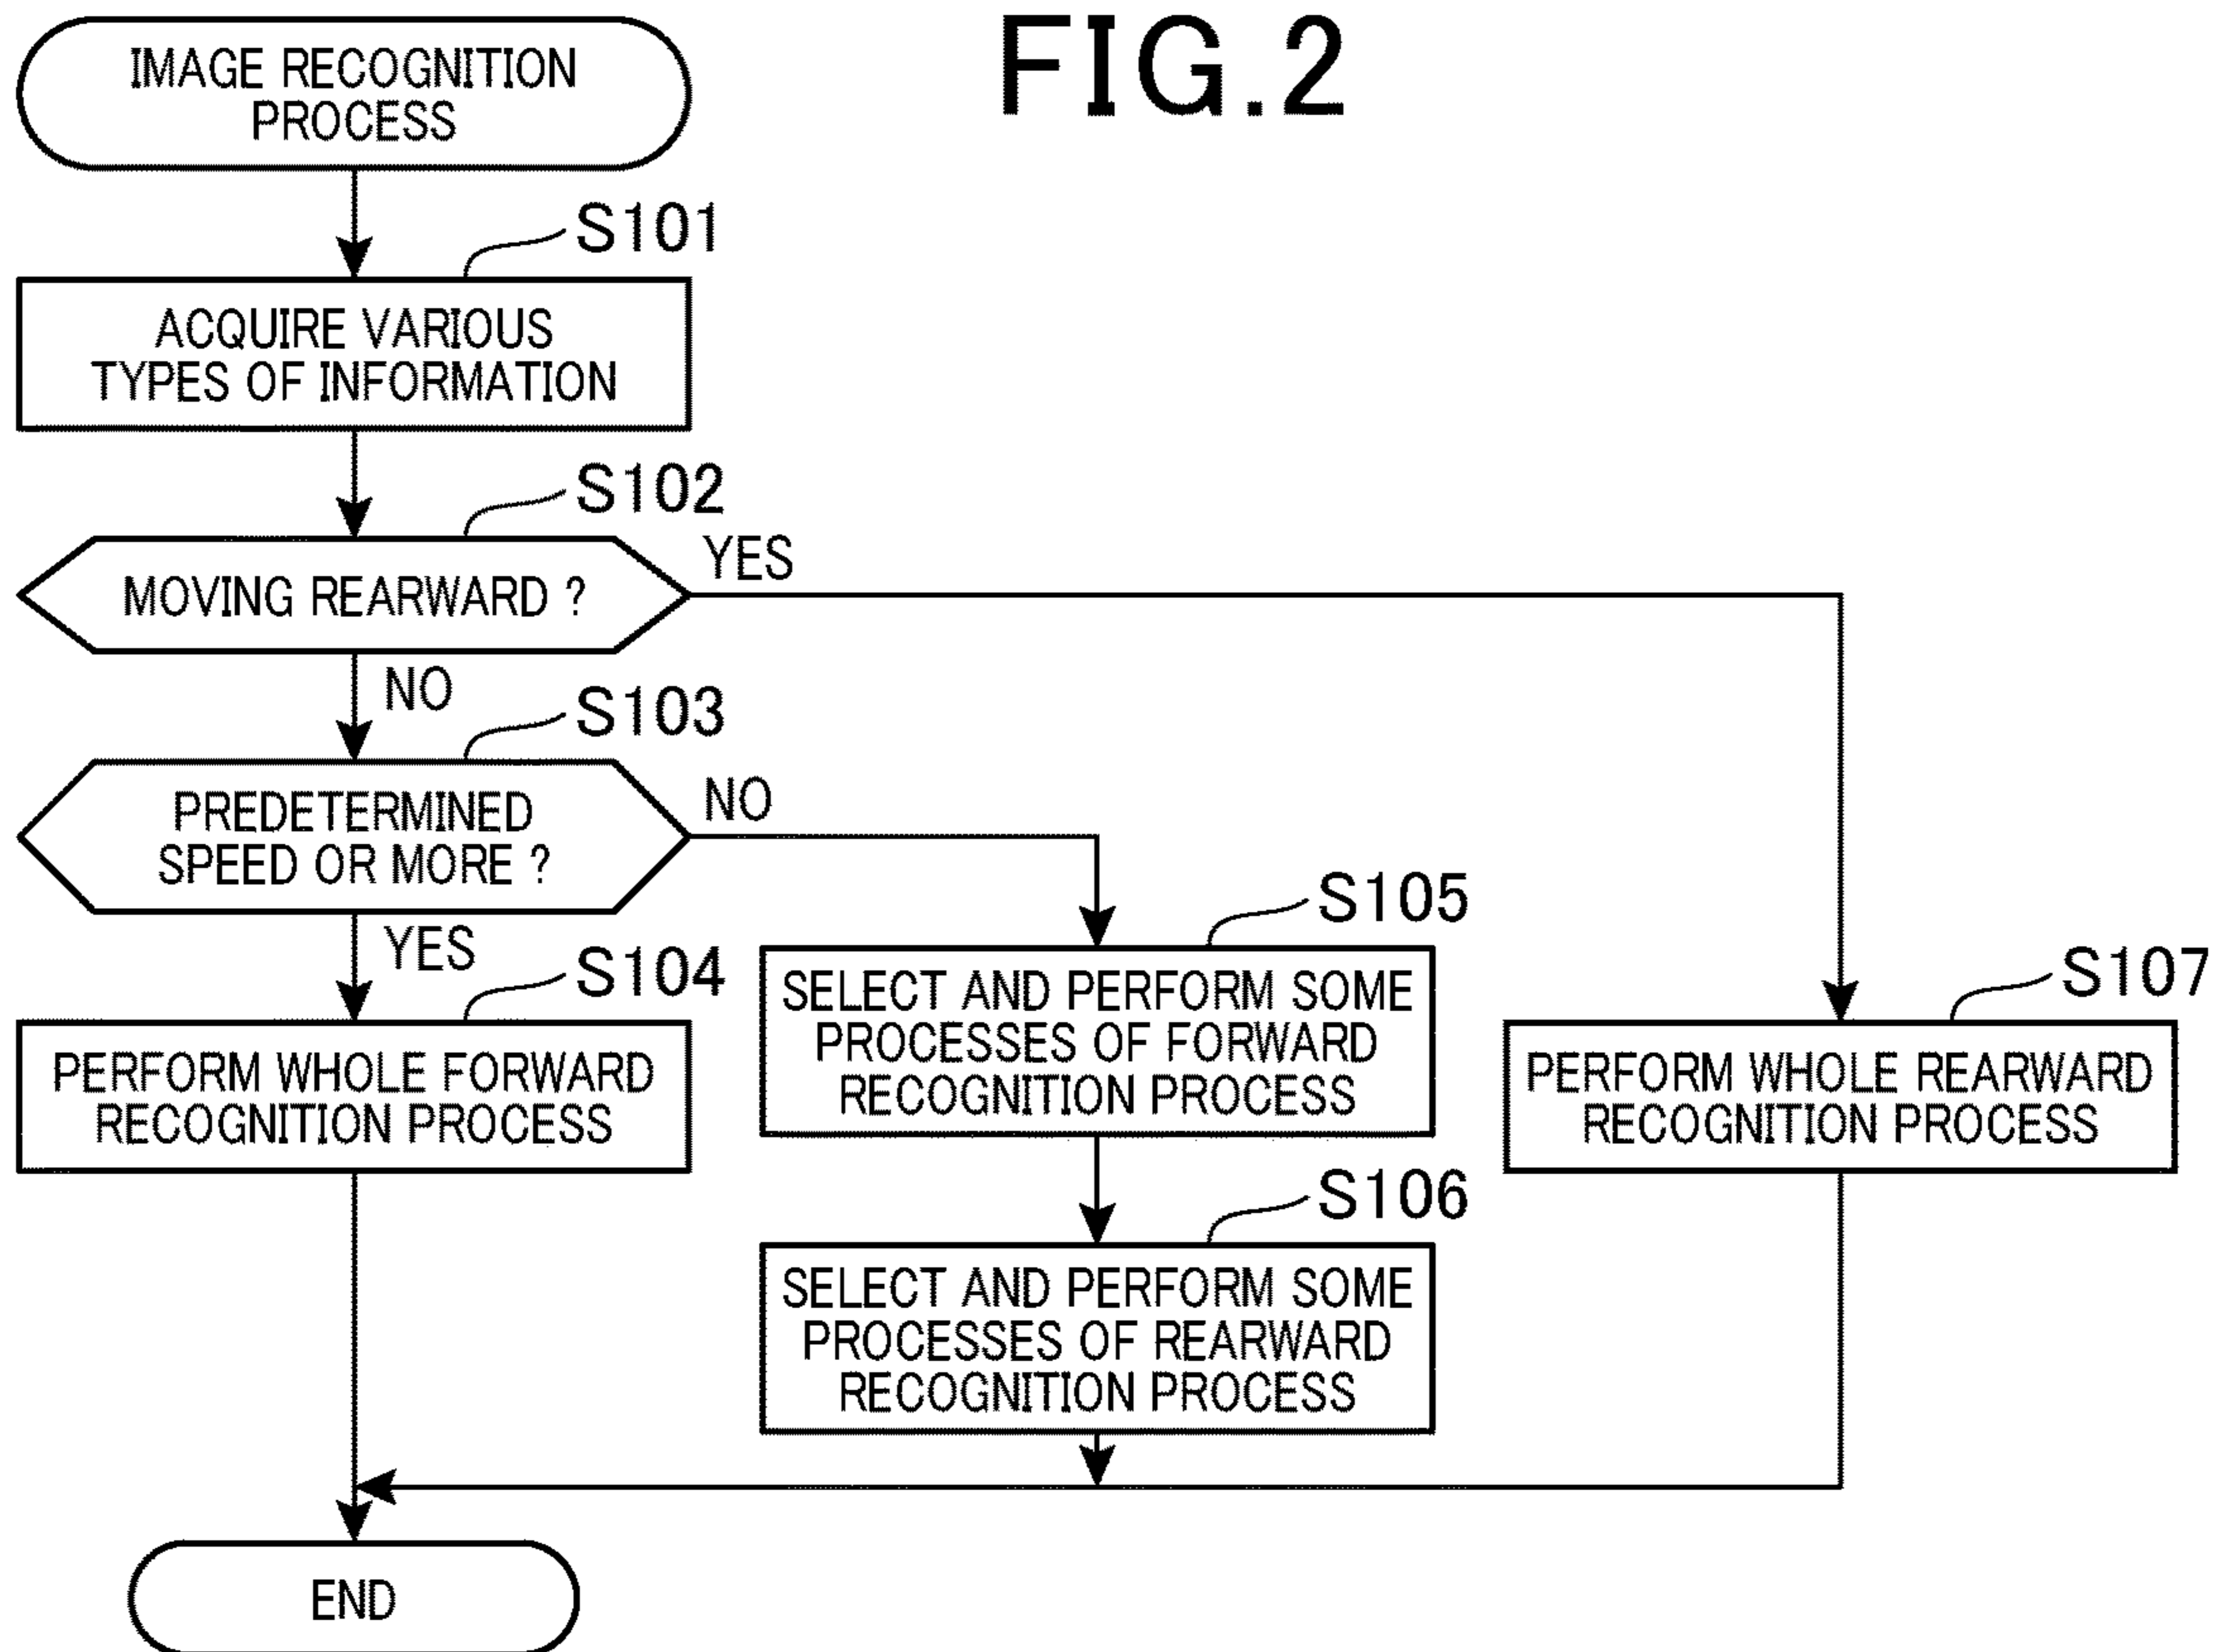 FIG.2
IMAGE RECOGNITION
PROCESS
S101
ACQUIRE VARIOUS
TYPES OF INFORMATION
S102
MOVING REARWARD ?
YES
NO
S103
PREDETERMINED
SPEED OR MORE ?
NO
YES
S104
PERFORM WHOLE FORWARD
RECOGNITION PROCESS
S105
SELECT AND PERFORM SOME
PROCESSES OF FORWARD
RECOGNITION PROCESS
S106
SELECT AND PERFORM SOME
PROCESSES OF REARWARD
RECOGNITION PROCESS
S107
PERFORM WHOLE REARWARD
RECOGNITION PROCESS
END